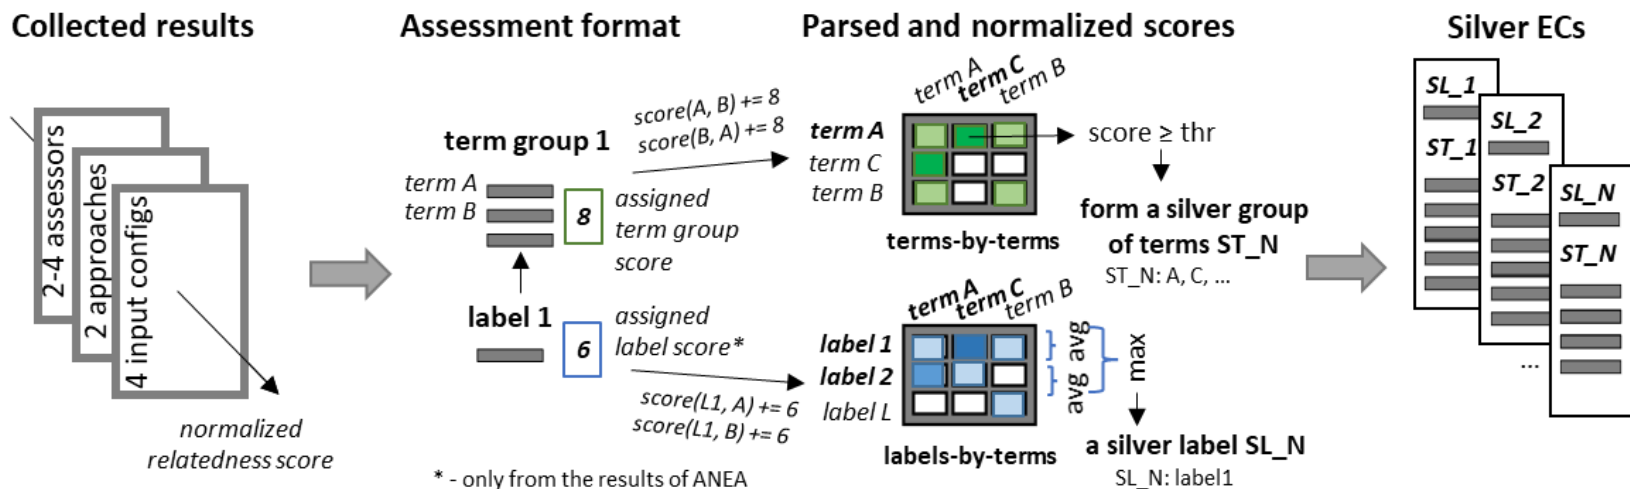 Collected results
2-4 assessors
2 approaches
4 input configs
normalized
relatedness score
Assessment format
term group 1
term A
term B
8
assigned
term group
score
label 1
6
assigned
label score*
score(A, B) += 8
score(B, A) += 8
score(L1, A) += 6
score(L1, B) += 6
* - only from the results of ANEA
Parsed and normalized scores
term A
term C
term B
term A
term C
term B
terms-by-terms
score ≥ thr
form a silver group
of terms ST_N
ST_N: A, C, ...
term A
term C
term B
label 1
label 2
label L
labels-by-terms
avg
avg
max
a silver label SL_N
SL_N: label1
Silver ECs
SL_1
ST_1
SL_2
ST_2
SL_N
ST_N
...